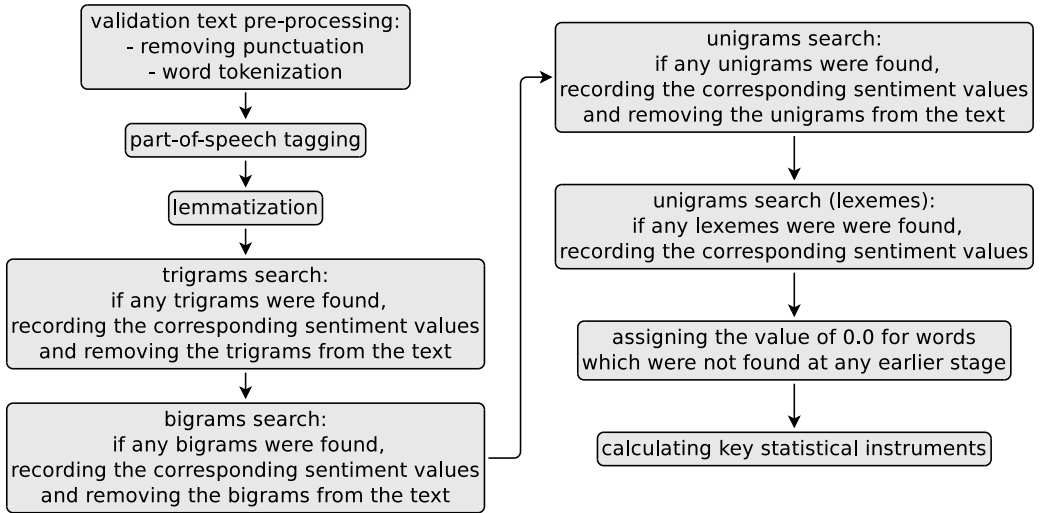 validation text pre-processing:
- removing punctuation
- word tokenization
part-of-speech tagging
lemmatization
trigrams search:
if any trigrams were found,
recording the corresponding sentiment values
and removing the trigrams from the text
bigrams search:
if any bigrams were found,
recording the corresponding sentiment values
and removing the bigrams from the text
unigrams search:
if any unigrams were found,
recording the corresponding sentiment values
and removing the unigrams from the text
unigrams search (lexemes):
if any lexemes were were found,
recording the corresponding sentiment values
assigning the value of 0.0 for words
which were not found at any earlier stage
calculating key statistical instruments